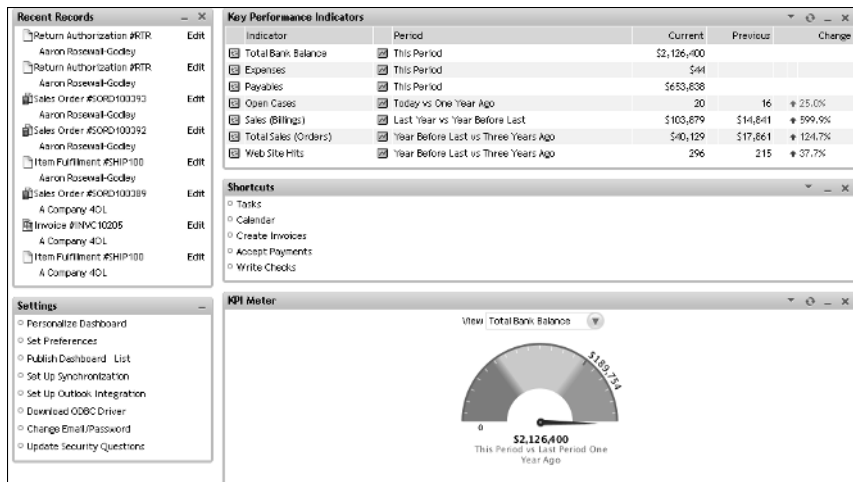 Recent Records
Return Authorization #RTR Edit
Aaron Rosewall-Godley
Return Authorization #RTR Edit
Aaron Rosewall-Godley
Sales Order #SORD100393 Edit
Aaron Rosewall-Godley
Sales Order #SORD100392 Edit
Aaron Rosewall-Godley
Item Fulfillment #SHIP100 Edit
Aaron Rosewall-Godley
Sales Order #SORD100389 Edit
A Company 4OL
Invoice #INVC10205 Edit
A Company 4OL
Item Fulfillment #SHIP100 Edit
A Company 4OL
Settings
Personalize Dashboard
Set Preferences
Publish Dashboard List
Set Up Synchronization
Set Up Outlook Integration
Download ODBC Driver
Change Email/Password
Update Security Questions
Key Performance Indicators
Indicator Period Current Previous Change
Total Bank Balance This Period $2,126,400
Expenses This Period $44
Payables This Period $653,838
Open Cases Today vs One Year Ago 20 16 25.0%
Sales (Billings) Last Year vs Year Before Last $103,879 $14,841 599.9%
Total Sales (Orders) Year Before Last vs Three Years Ago $40,129 $17,861 124.7%
Web Site Hits Year Before Last vs Three Years Ago 296 215 37.7%
Shortcuts
Tasks
Calendar
Create Invoices
Accept Payments
Write Checks
KPI Meter
View Total Bank Balance
$189,754
0
$2,126,400
This Period vs Last Period One
Year Ago